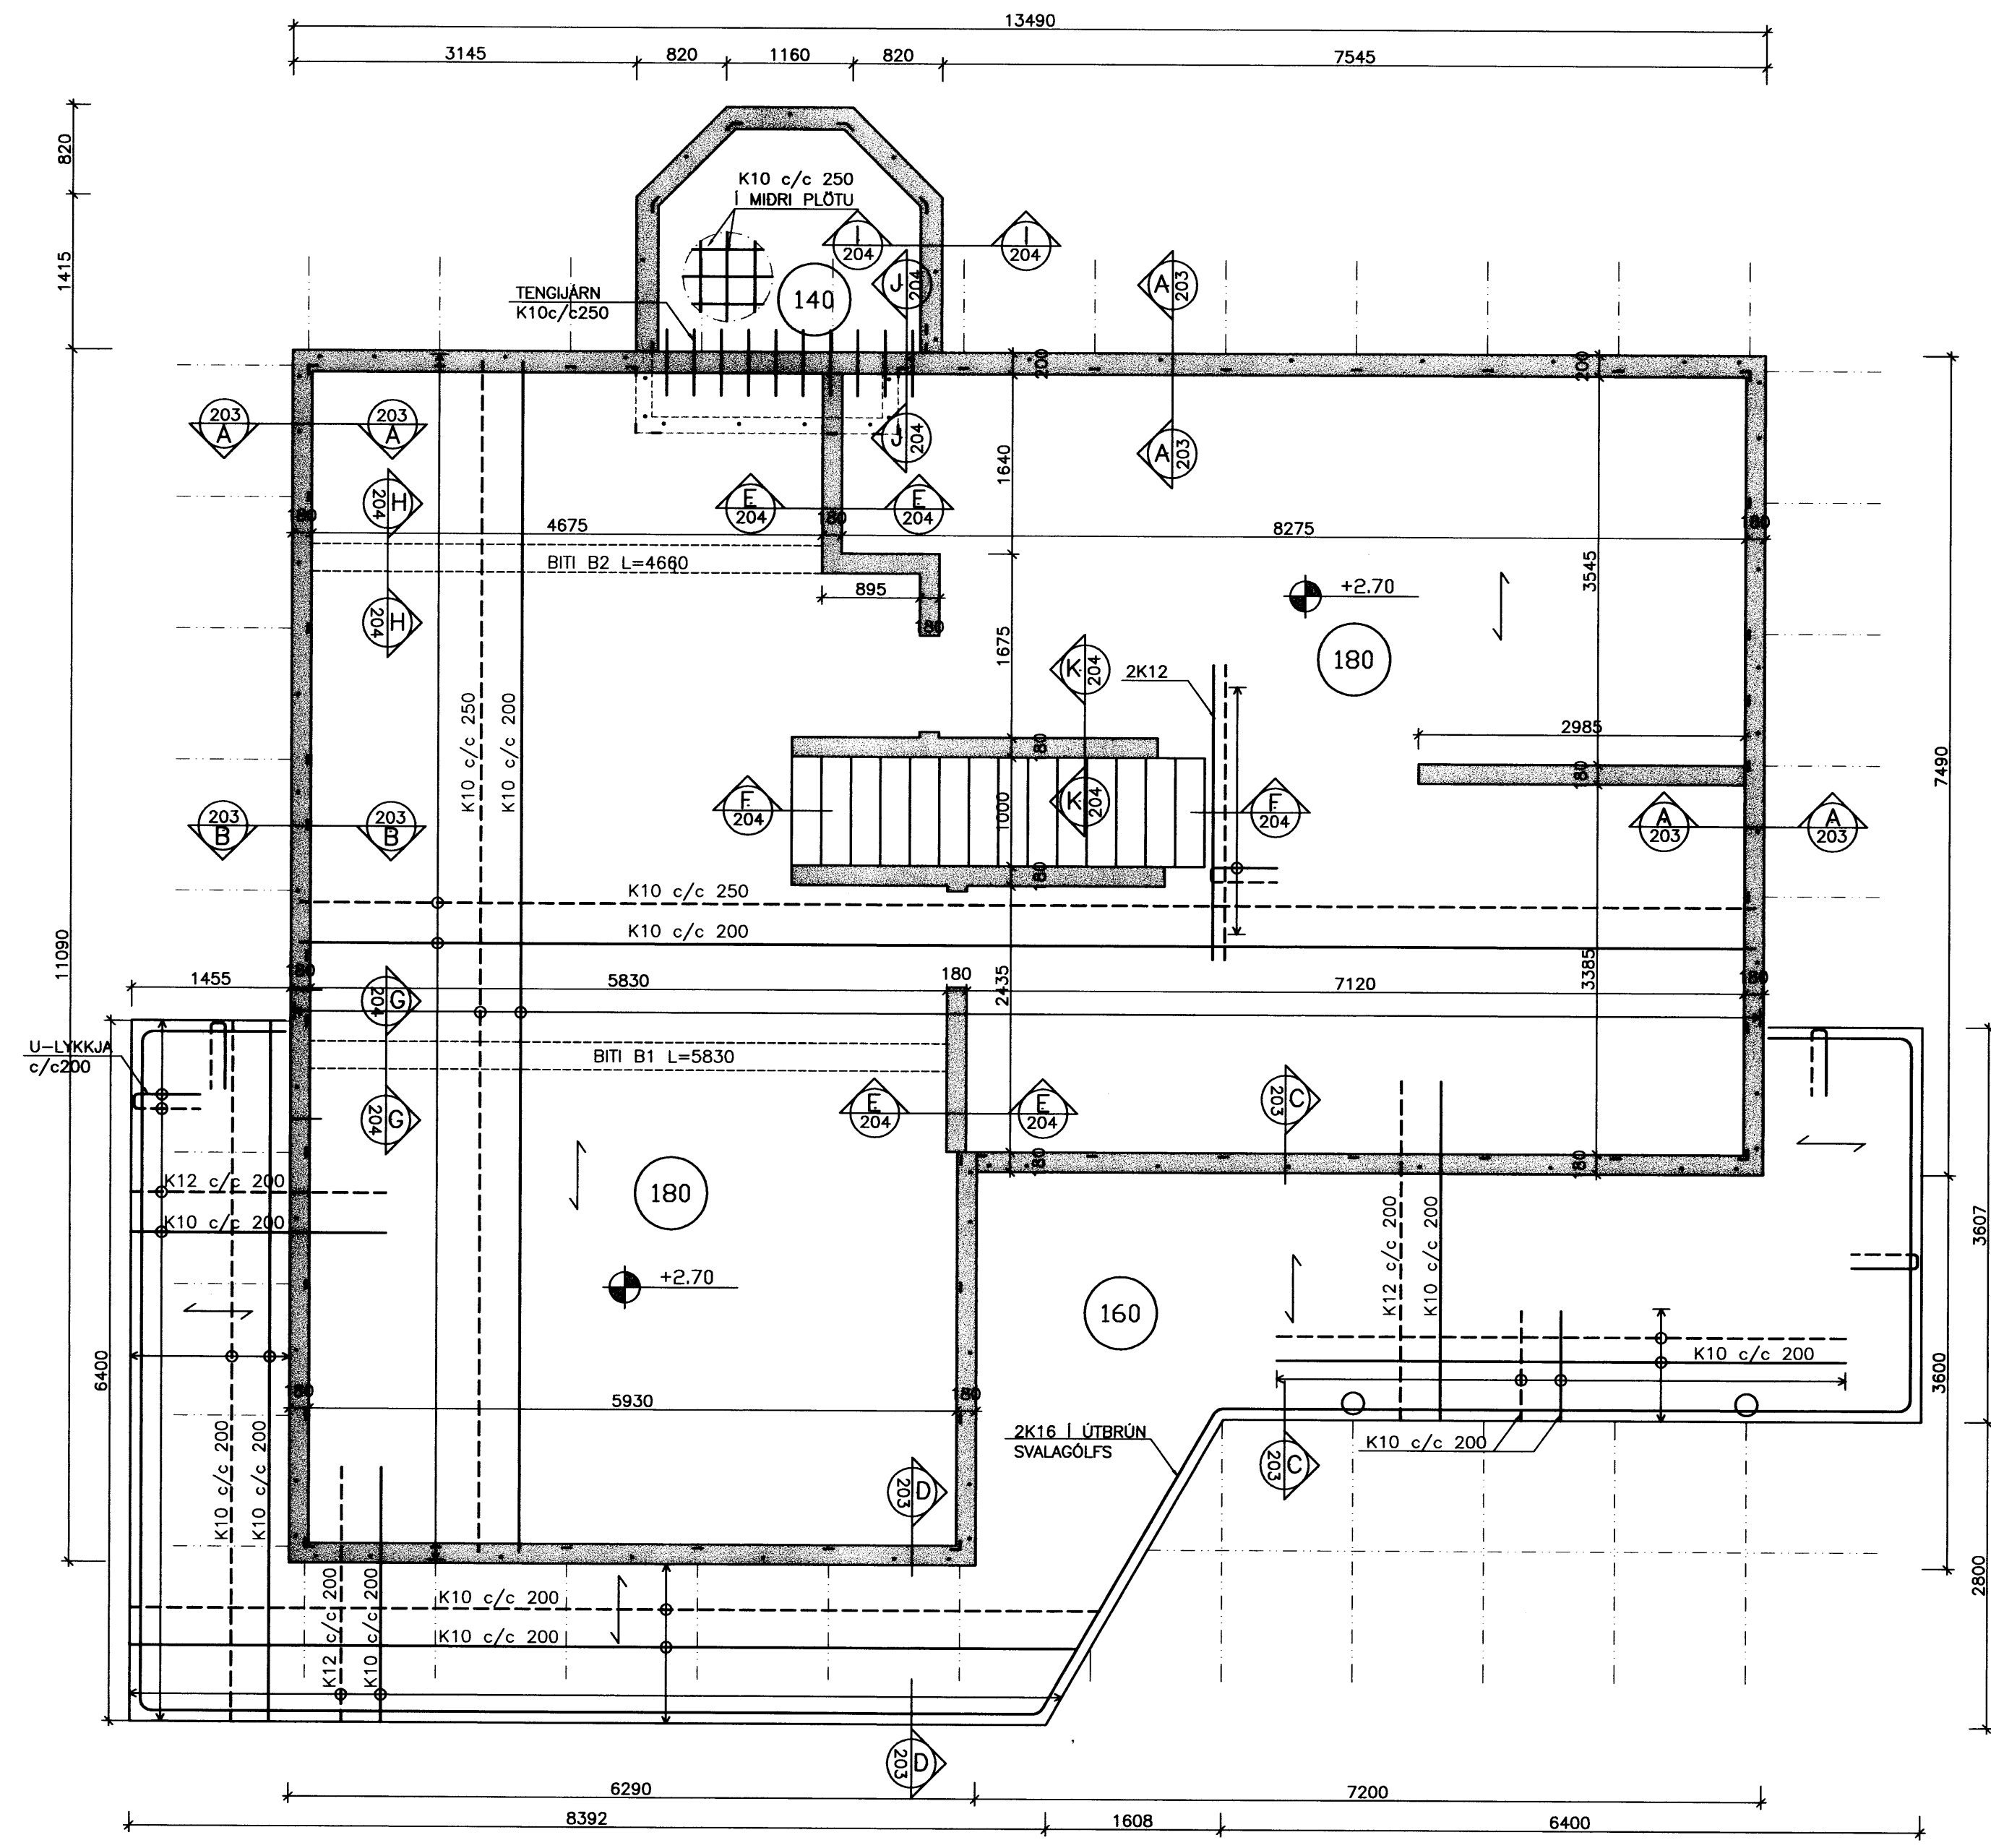 13490
3145
820
1160
820
7545
820
1415
11090
K10 c/c 250
Í MIÐRI PLÖTU
I
204
I
204
J
204
A
203
140
TENGIJÁRN
K10c/c250
200
200
203
A
203
A
J
204
A
203
1640
H
204
E
204
E
204
180
4675
180
8275
180
BITI B2 L=4660
3545
895
+2.70
H
204
180
1675
180
K
204
2K12
K10 c/c 250
K10 c/c 200
2985
7490
180
180
F
204
1000
K
204
F
204
203
B
203
B
A
203
A
203
180
K10 c/c 250
K10 c/c 200
1455
180
5830
180
2435
7120
3385
180
G
204
U-LYKKJA
c/c200
BITI B1 L=5830
E
204
E
204
C
203
G
204
180
180
K12 c/c 200
K10 c/c 200
180
+2.70
160
K12 c/c 200
K10 c/c 200
3607
3600
6400
K10 c/c 200
180
5930
180
2K16 Í ÚTBRÚN
SVALAGÓLFS
K10 c/c 200
C
203
D
203
K10 c/c 200
K10 c/c 200
K12 c/c 200
K10 c/c 200
K10 c/c 200
K10 c/c 200
2800
D
203
6290
7200
8392
1608
6400